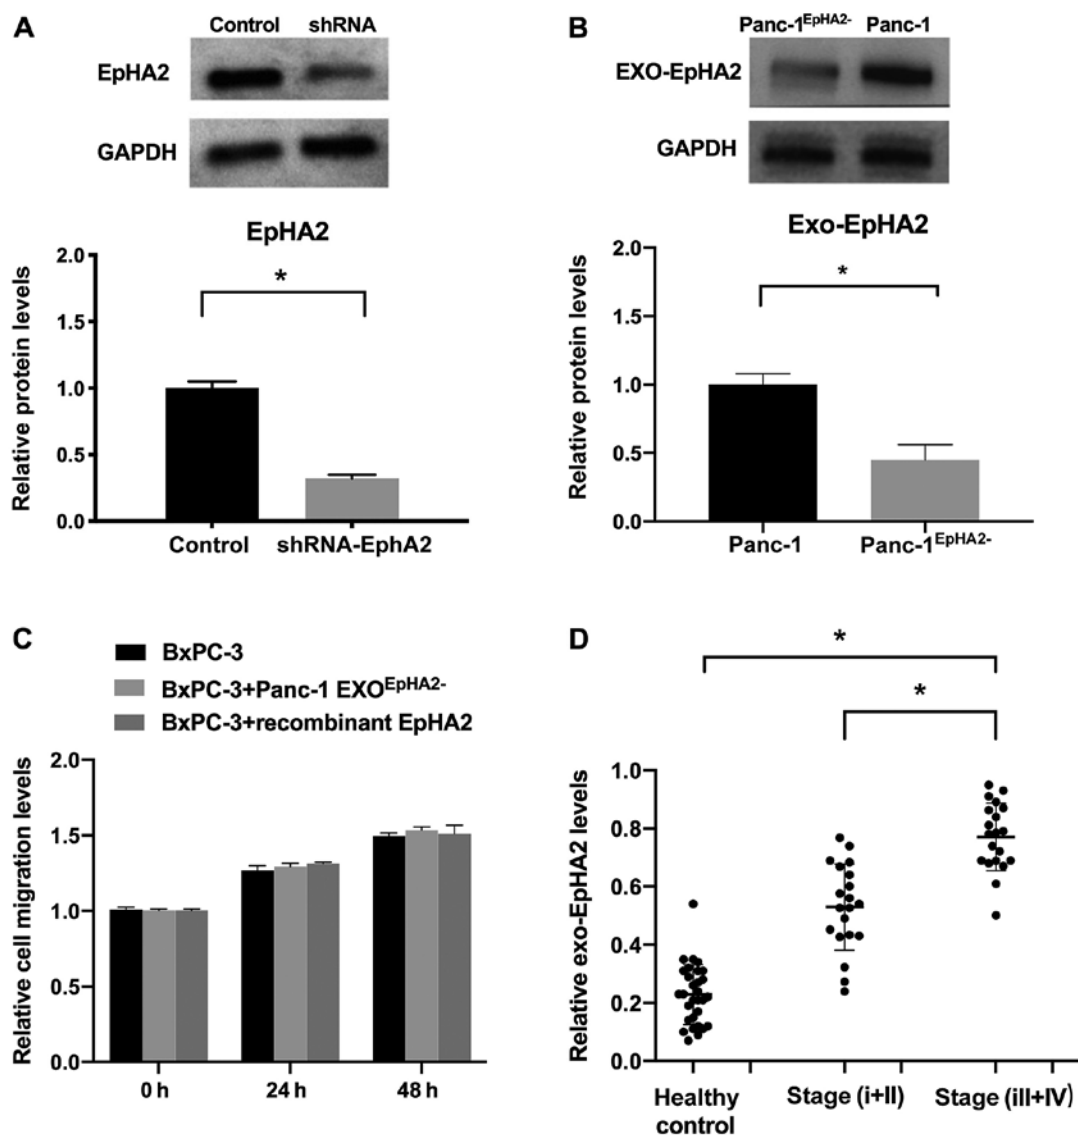 A
Control shRNA
EpHA2
GAPDH
EpHA2
*
Relative protein levels
2.0
1.5
1.0
0.5
0.0
Control shRNA-EphA2
B
Panc-1EpHA2- Panc-1
EXO-EpHA2
GAPDH
Exo-EpHA2
*
Relative protein levels
2.0
1.5
1.0
0.5
0.0
Panc-1 Panc-1EpHA2-
C
BxPC-3
BxPC-3+Panc-1 EXOEpHA2-
BxPC-3+recombinant EpHA2
Relative cell migration levels
2.0
1.5
1.0
0.5
0.0
0 h 24 h 48 h
D
*
*
Relative exo-EpHA2 levels
1.0
0.8
0.6
0.4
0.2
0.0
Healthy
control
Stage (i+II) Stage (iII+IV)